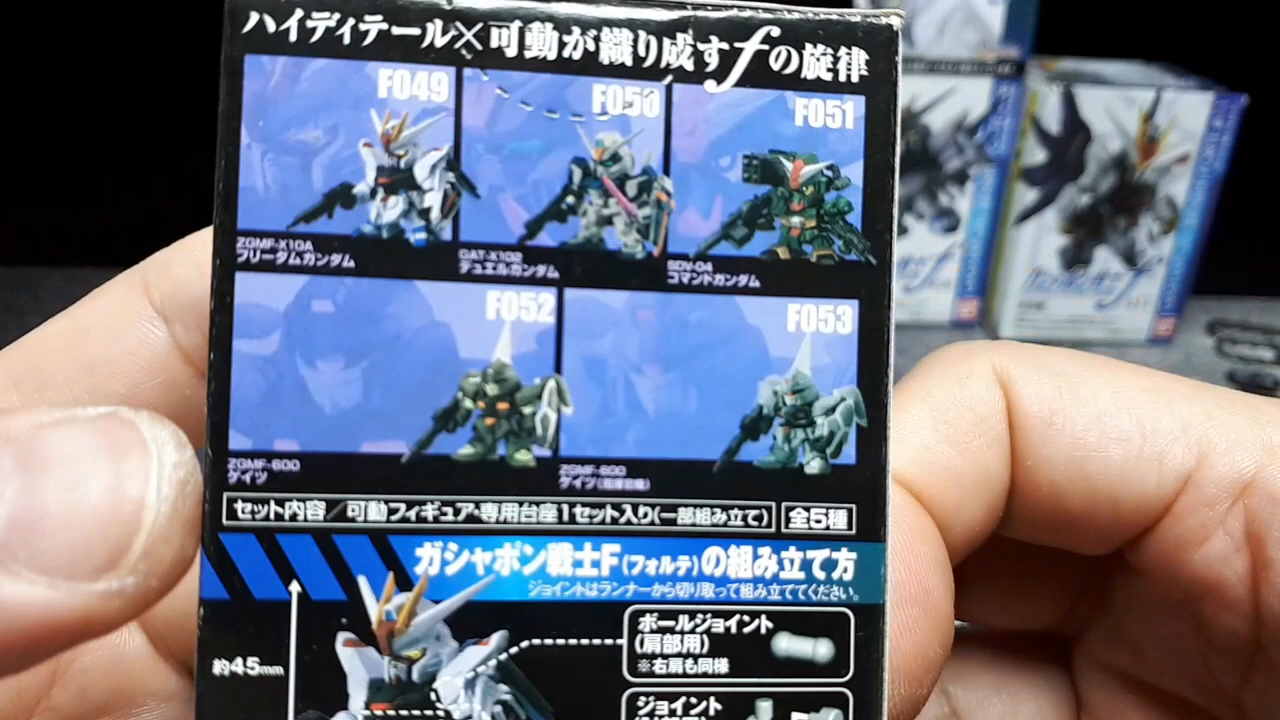 ハイディテール×可動が織り成すfの旋律
F049
F050
F051
ZGMF-X10A
フリーダムガンダム
GAT-X102
デュエルガンダム
SDV-04
コマンドガンダム
F052
F053
ZGMF-600
ゲイツ
ZGMF-600
ゲイツ(指揮官機)
セット内容/可動フィギュア・専用台座1セット入り(一部組み立て)
全5種
ガシャポン戦士F(フォルテ)の組み立て方
ジョイントはランナーから切り取って組み立ててください。
約45mm
ボールジョイント
(肩部用)
※右肩も同様
ジョイント